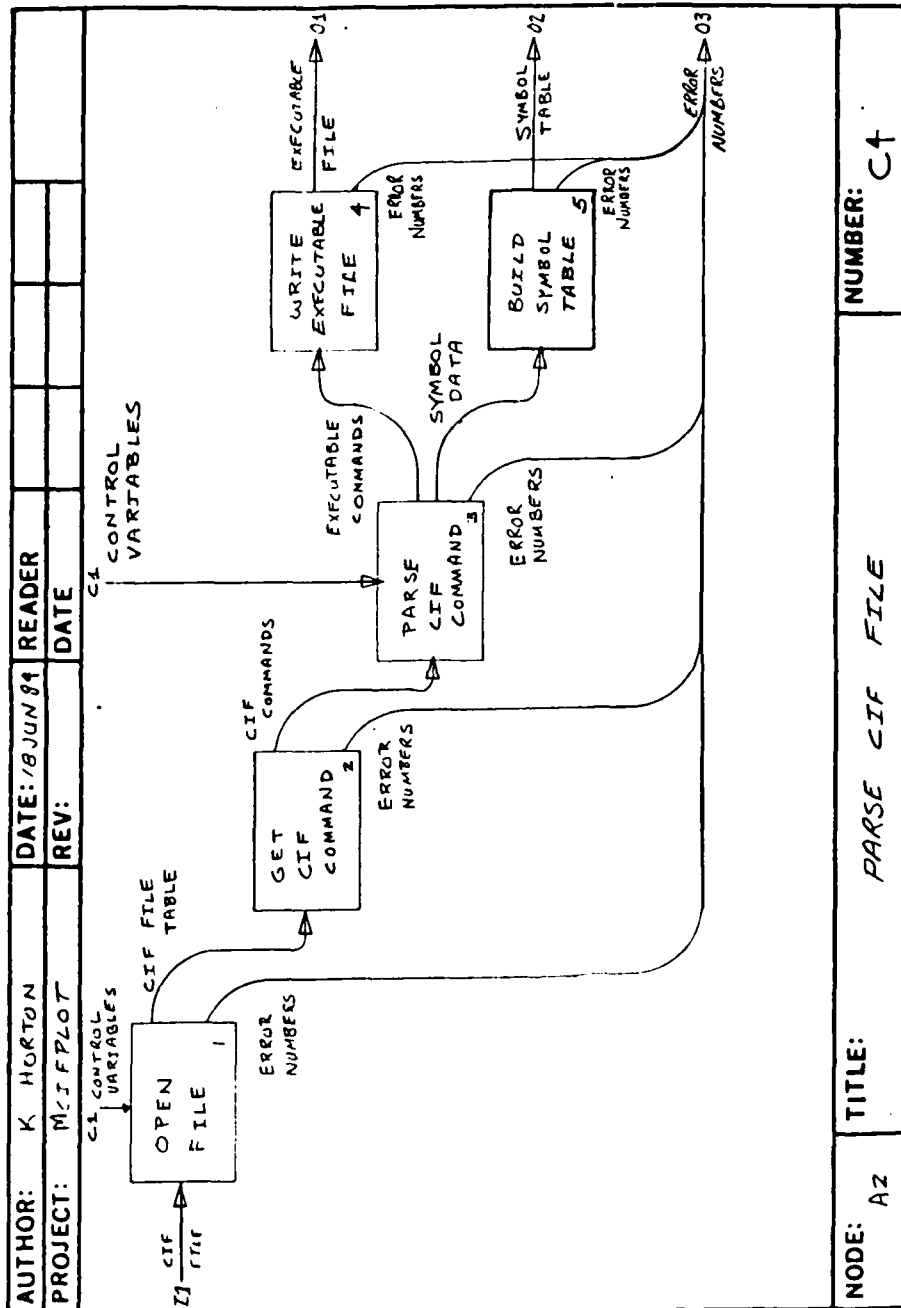 AUTHOR: K HORTON
DATE: 18 JUN 84
READER
PROJECT: MCIFPLOT
REV:
DATE
I1
CIF
FILE
C1 CONTROL
VARIABLES
OPEN
FILE
1
CIF FILE
TABLE
ERROR
NUMBERS
GET
CIF
COMMAND
2
CIF
COMMANDS
ERROR
NUMBERS
C1
CONTROL
VARIABLES
PARSE
CIF
COMMAND
3
EXECUTABLE
COMMANDS
SYMBOL
DATA
ERROR
NUMBERS
WRITE
EXECUTABLE
FILE
4
EXECUTABLE
FILE
O1
ERROR
NUMBERS
BUILD
SYMBOL
TABLE
5
SYMBOL
TABLE
O2
ERROR
NUMBERS
ERROR
NUMBERS
O3
NODE: A2
TITLE: PARSE CIF FILE
NUMBER: C4